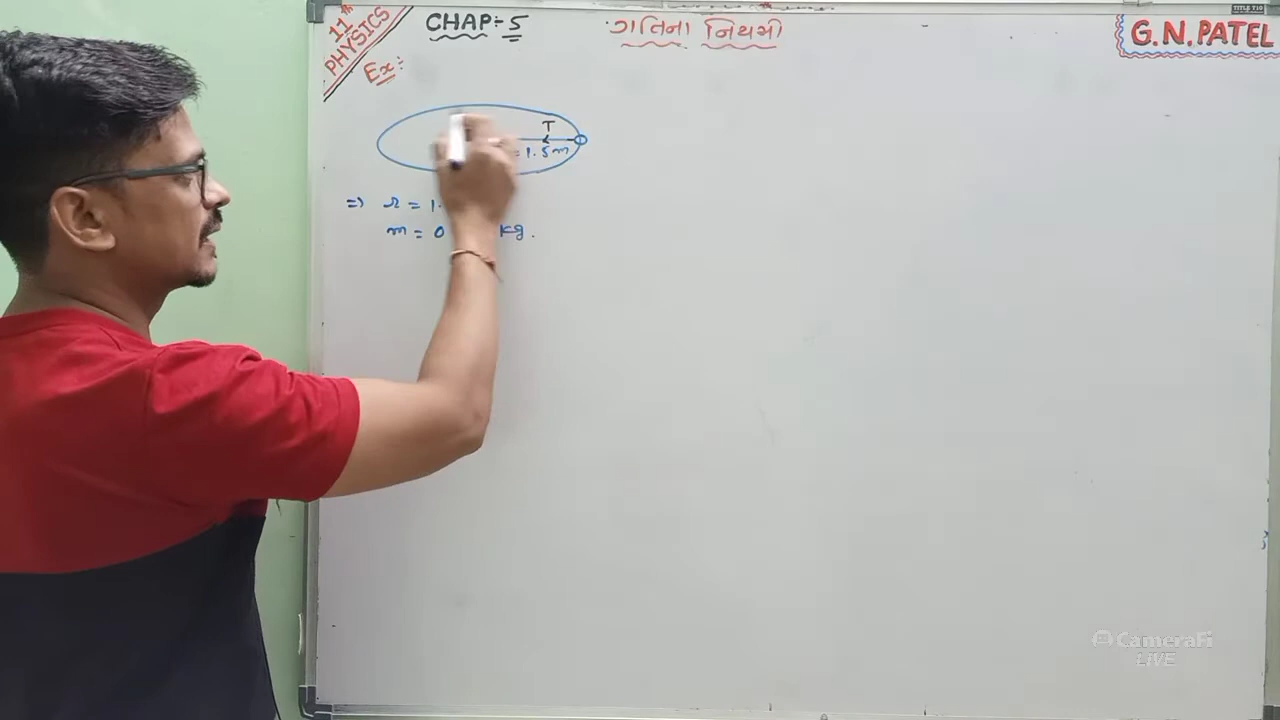 11th PHYSICS
CHAP÷5
ગતિના નિયમો
G.N.PATEL
Ex÷
T
= 1.5m
⇒ r = 1.
m = 0 kg.
CameraFi
LIVE